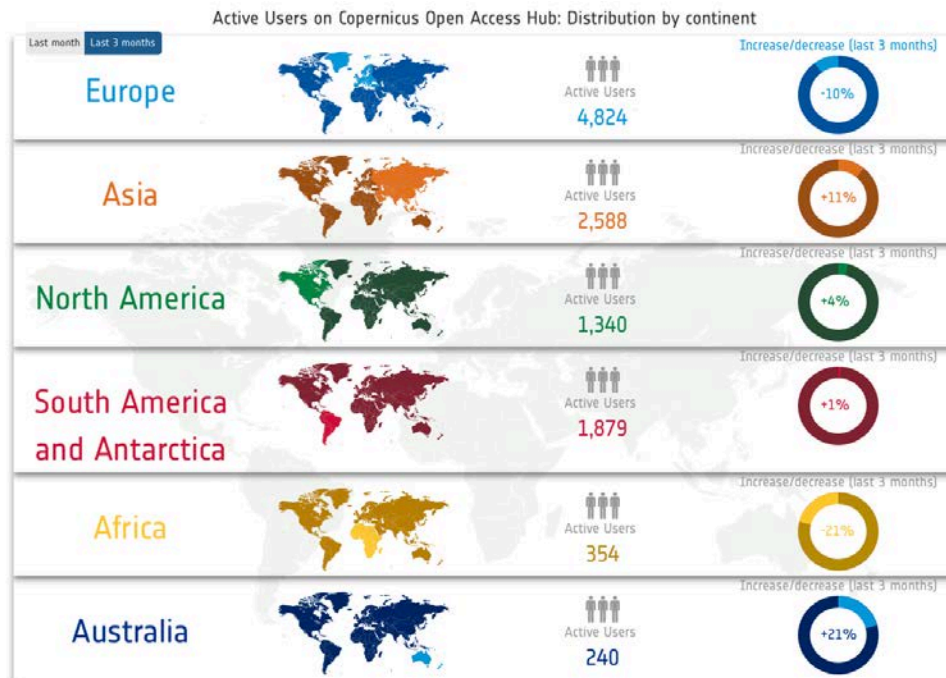 Active Users on Copernicus Open Access Hub: Distribution by continent
Last month
Last 3 months
Europe
Active Users
4,824
Increase/decrease (last 3 months)
-10%
Asia
Active Users
2,588
Increase/decrease (last 3 months)
+11%
North America
Active Users
1,340
Increase/decrease (last 3 months)
+4%
South America
and Antarctica
Active Users
1,879
Increase/decrease (last 3 months)
+1%
Africa
Active Users
354
Increase/decrease (last 3 months)
-21%
Australia
Active Users
240
Increase/decrease (last 3 months)
+21%